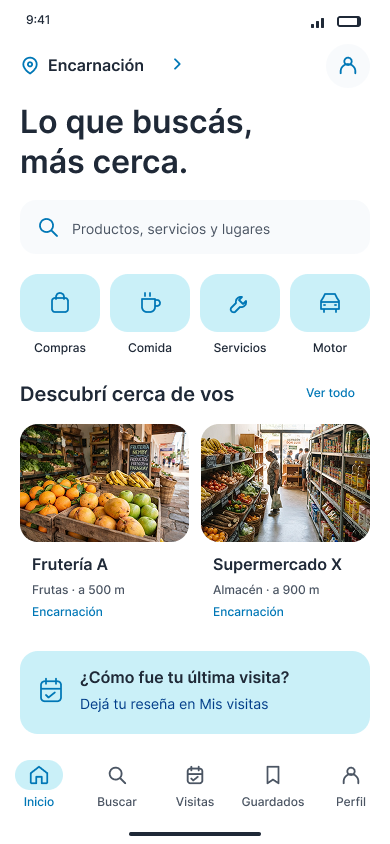 9:41
Encarnación
Lo que buscás,
más cerca.
Productos, servicios y lugares
Compras
Comida
Servicios
Motor
Descubrí cerca de vos
Ver todo
Frutería A
Supermercado X
Frutas · a 500 m
Almacén · a 900 m
Encarnación
Encarnación
¿Cómo fue tu última visita?
Dejá tu reseña en Mis visitas
Inicio
Buscar
Visitas
Guardados
Perfil